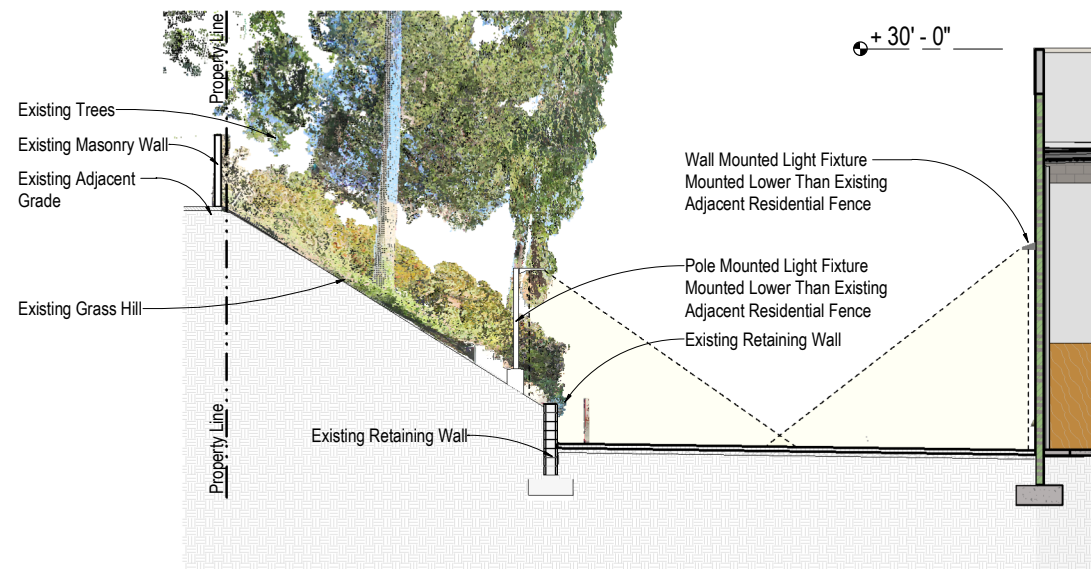 Property Line
+ 30' - 0"
Existing Trees
Existing Masonry Wall
Existing Adjacent
Grade
Wall Mounted Light Fixture
Mounted Lower Than Existing
Adjacent Residential Fence
Pole Mounted Light Fixture
Mounted Lower Than Existing
Adjacent Residential Fence
Existing Grass Hill
Existing Retaining Wall
Existing Retaining Wall
Property Line